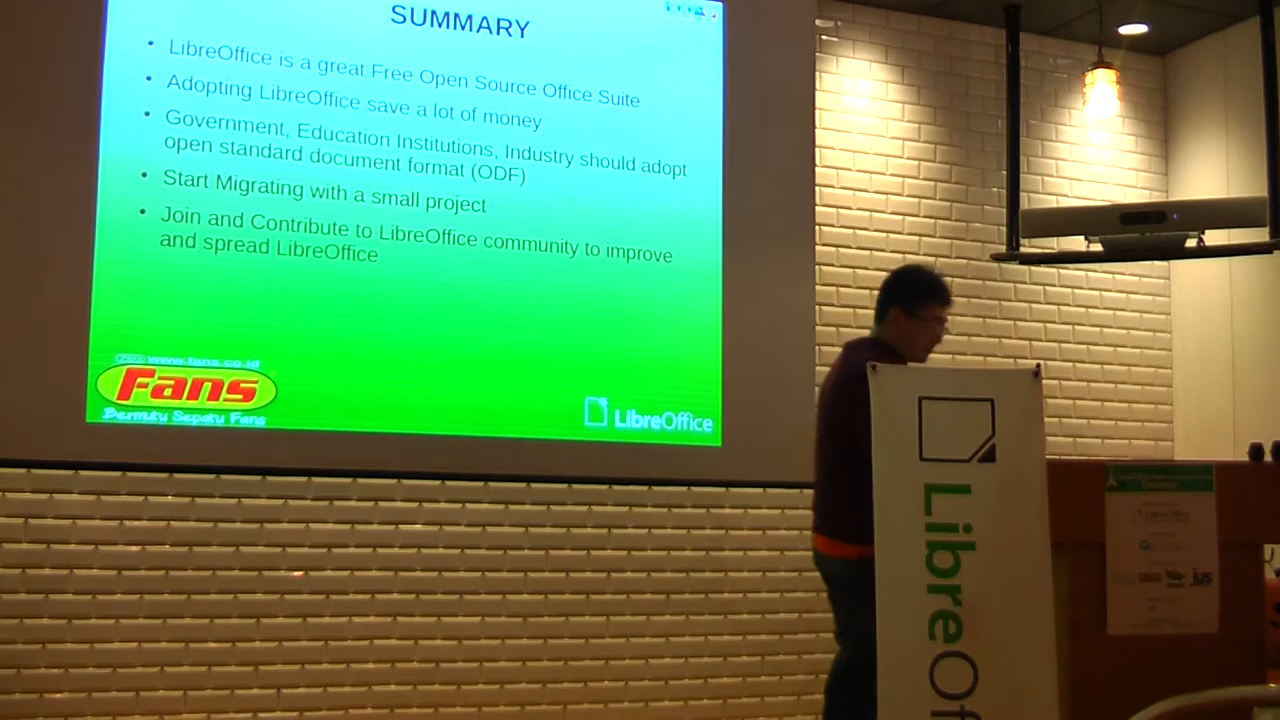 SUMMARY
• LibreOffice is a great Free Open Source Office Suite
• Adopting LibreOffice save a lot of money
• Government, Education Institutions, Industry should adopt
open standard document format (ODF)
• Start Migrating with a small project
• Join and Contribute to LibreOffice community to improve
and spread LibreOffice
www.fans.co.id
Fans
Bermutu Sepatu Fans
LibreOffice
LibreOf
jus